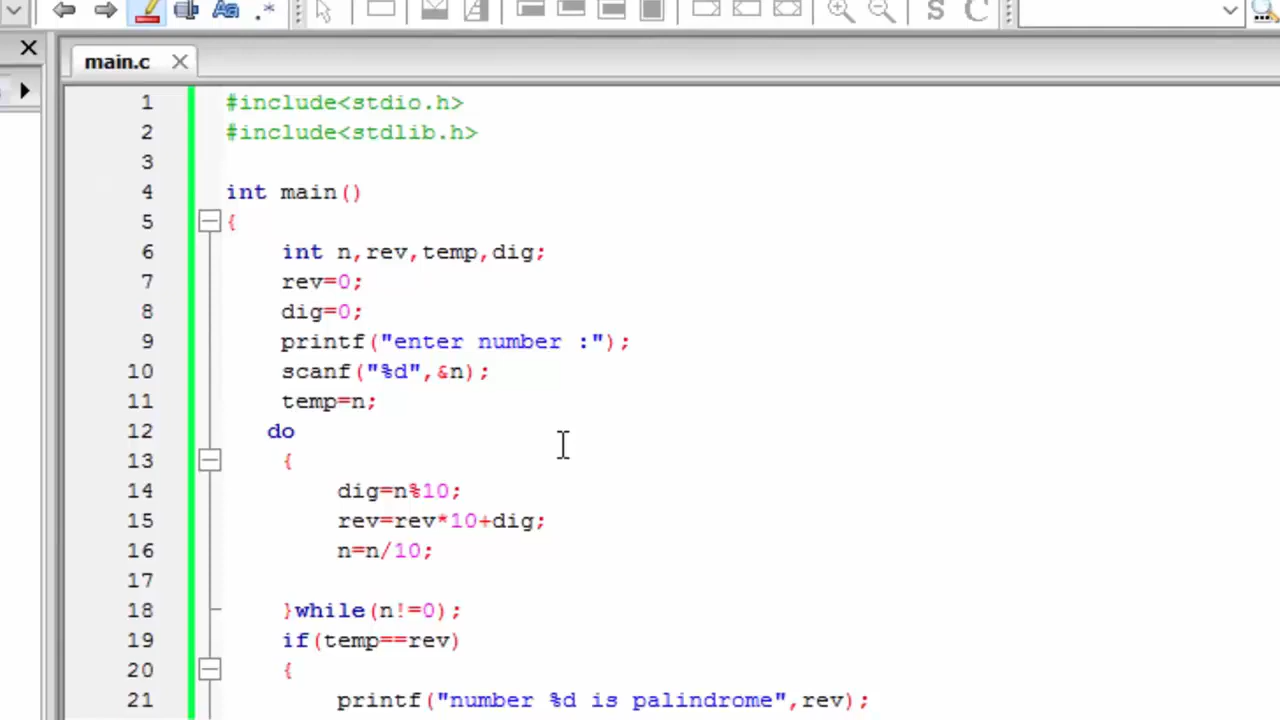 Aa .*
S C
main.c
1 #include<stdio.h>
2 #include<stdlib.h>
3
4 int main()
5 {
6 int n,rev,temp,dig;
7 rev=0;
8 dig=0;
9 printf("enter number :");
10 scanf("%d",&n);
11 temp=n;
12 do
13 {
14 dig=n%10;
15 rev=rev*10+dig;
16 n=n/10;
17
18 }while(n!=0);
19 if(temp==rev)
20 {
21 printf("number %d is palindrome",rev);